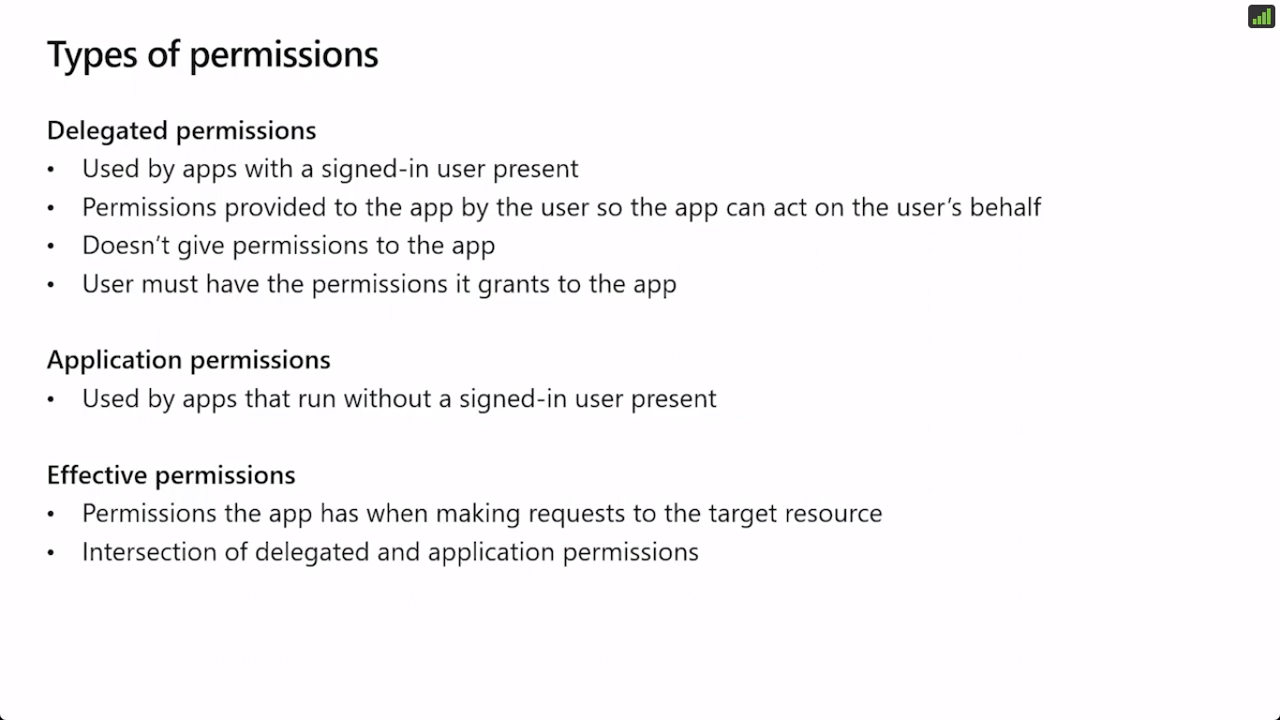 Types of permissions
Delegated permissions
• Used by apps with a signed-in user present
• Permissions provided to the app by the user so the app can act on the user’s behalf
• Doesn’t give permissions to the app
• User must have the permissions it grants to the app
Application permissions
• Used by apps that run without a signed-in user present
Effective permissions
• Permissions the app has when making requests to the target resource
• Intersection of delegated and application permissions